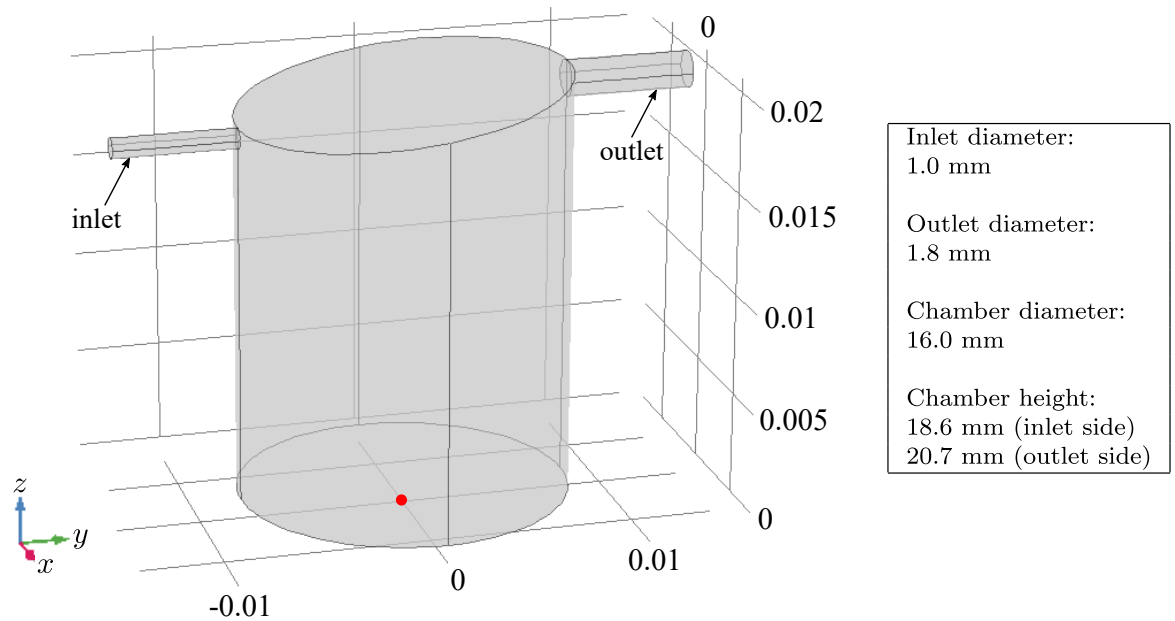 0
0.02
outlet
0.015
inlet
0.01
0.005
0
z
y
x
0.01
0
-0.01
Inlet diameter:
1.0 mm
Outlet diameter:
1.8 mm
Chamber diameter:
16.0 mm
Chamber height:
18.6 mm (inlet side)
20.7 mm (outlet side)